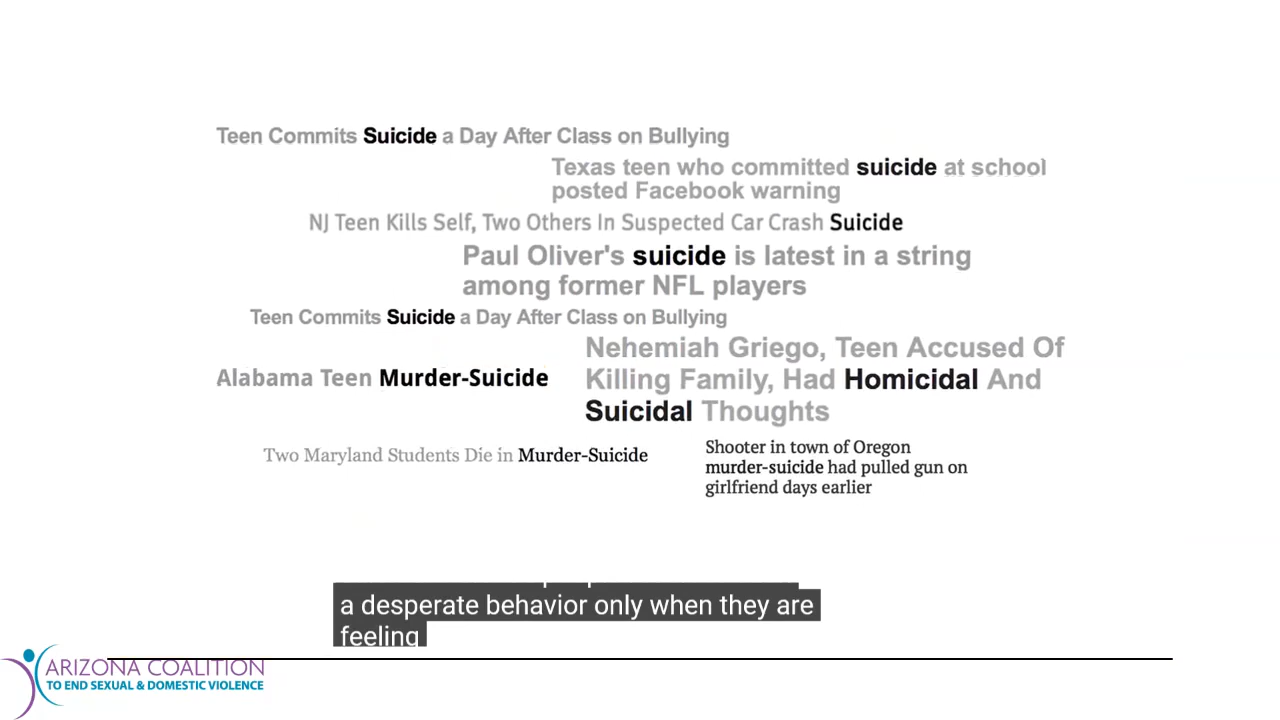 Teen Commits Suicide a Day After Class on Bullying
Texas teen who committed suicide at school
posted Facebook warning
NJ Teen Kills Self, Two Others In Suspected Car Crash Suicide
Paul Oliver's suicide is latest in a string
among former NFL players
Teen Commits Suicide a Day After Class on Bullying
Alabama Teen Murder-Suicide
Nehemiah Griego, Teen Accused Of
Killing Family, Had Homicidal And
Suicidal Thoughts
Two Maryland Students Die in Murder-Suicide
Shooter in town of Oregon
murder-suicide had pulled gun on
girlfriend days earlier
a desperate behavior only when they are
feeling
ARIZONA COALITION
TO END SEXUAL & DOMESTIC VIOLENCE